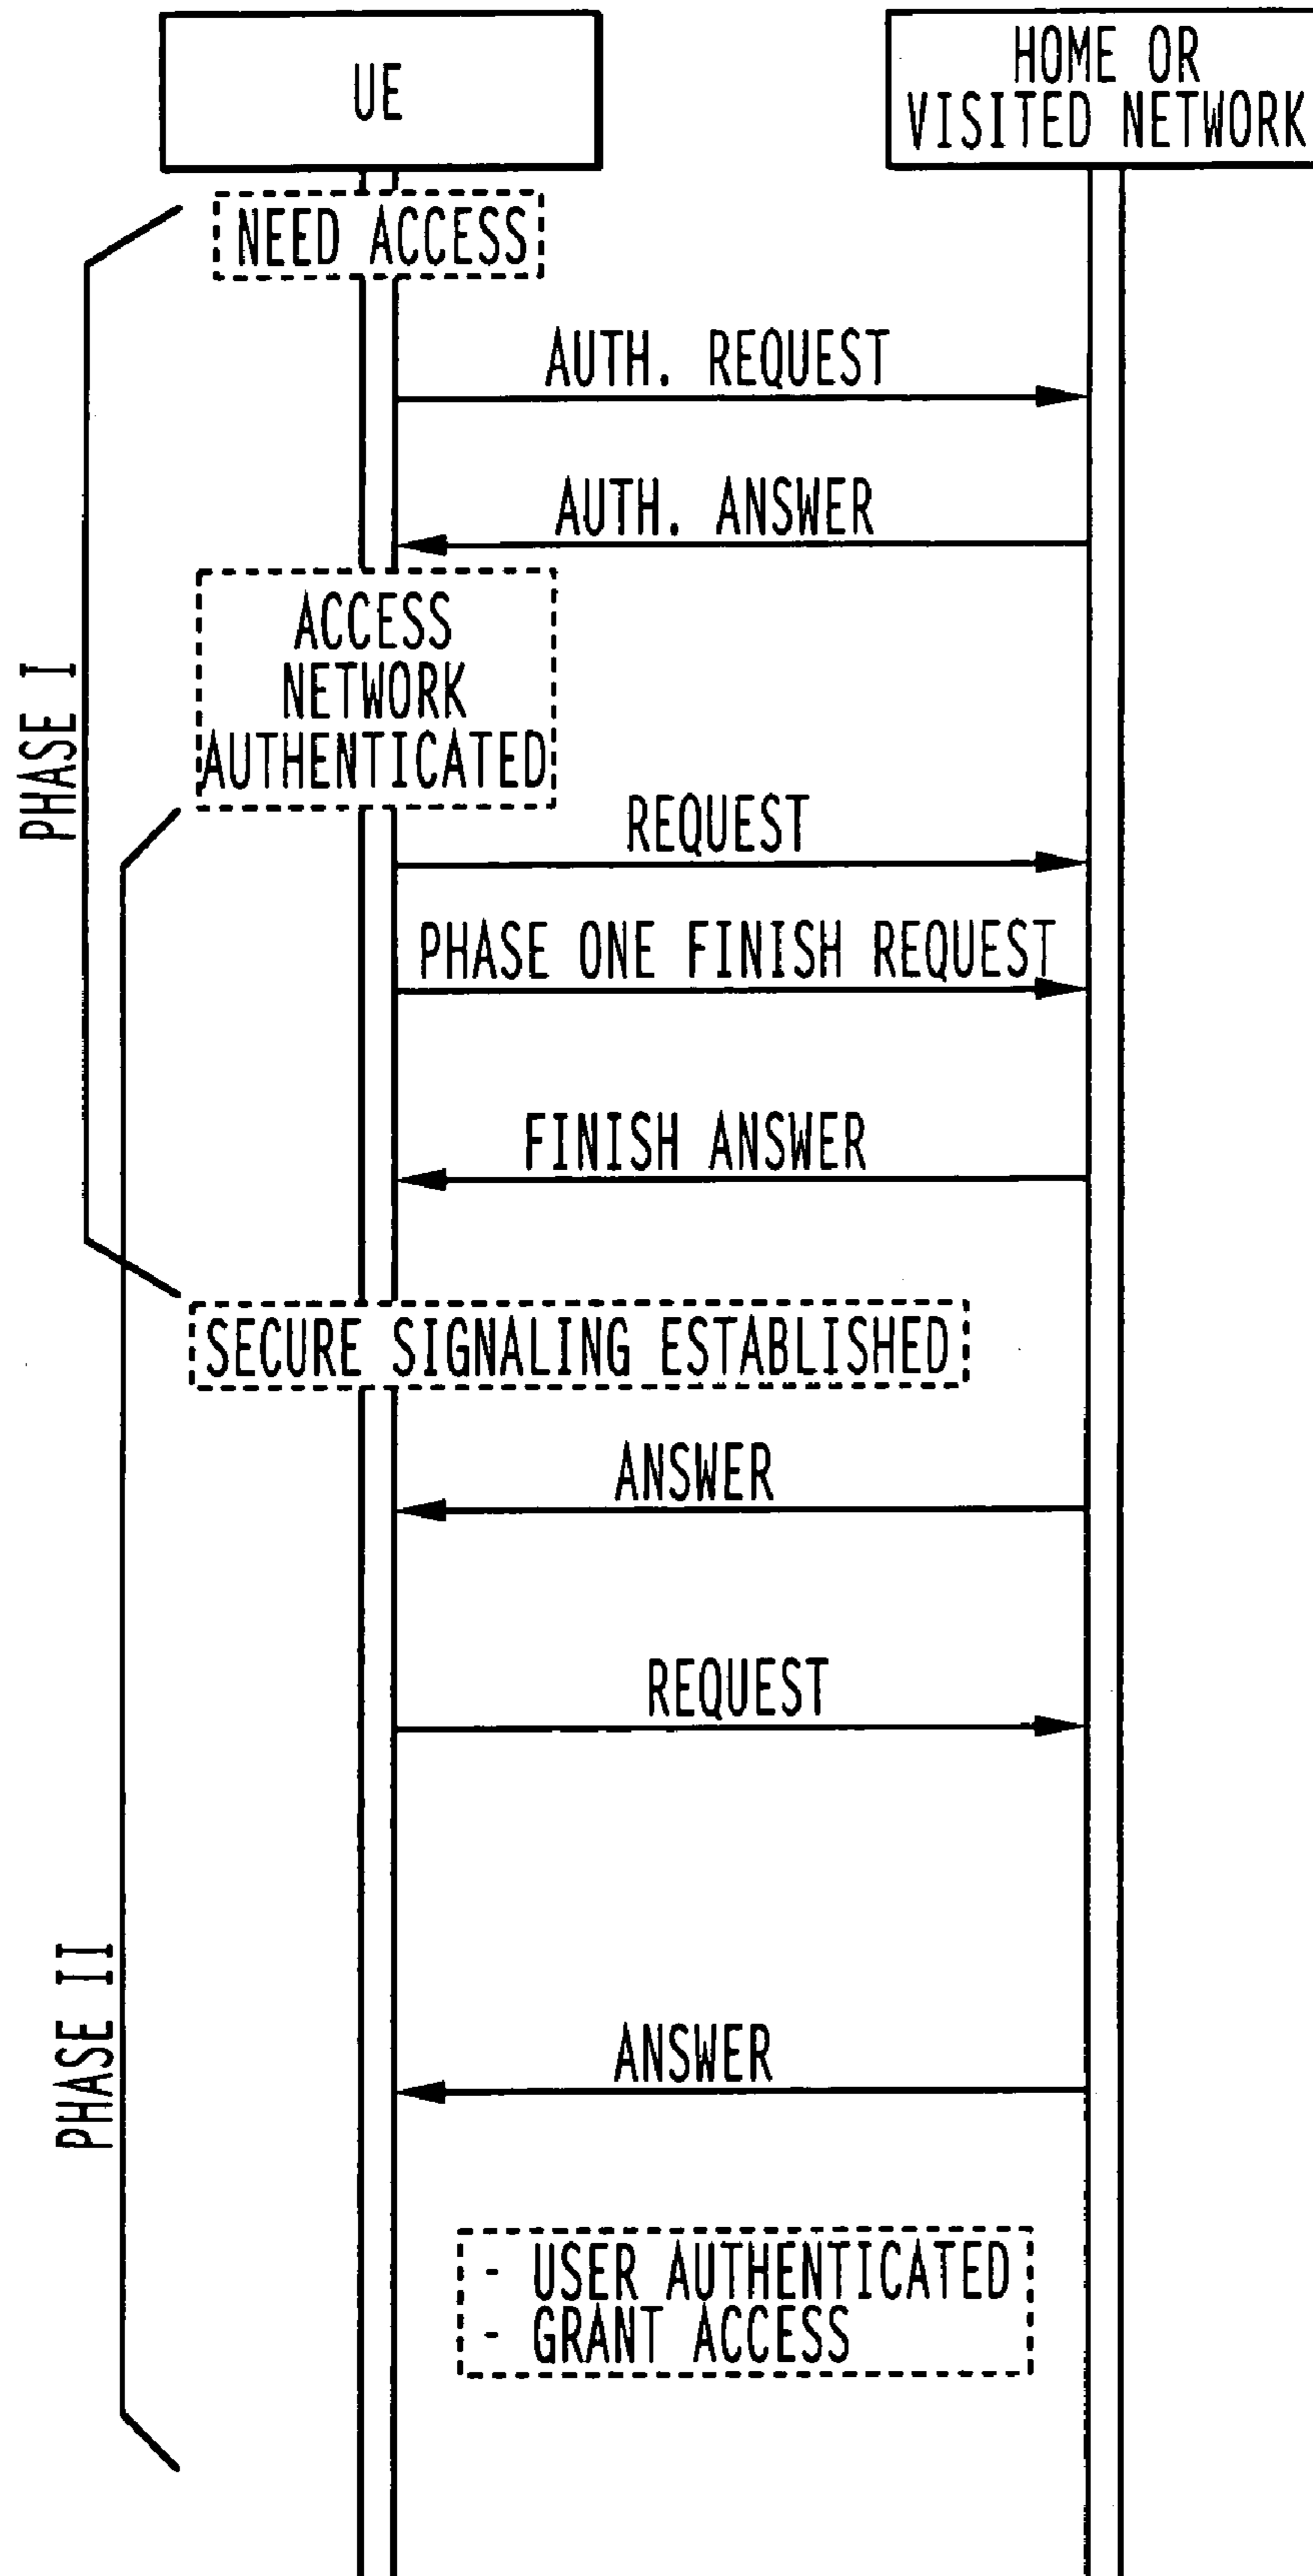 UE
HOME OR
VISITED NETWORK
NEED ACCESS
AUTH. REQUEST
AUTH. ANSWER
ACCESS
NETWORK
AUTHENTICATED
PHASE I
REQUEST
PHASE ONE FINISH REQUEST
FINISH ANSWER
SECURE SIGNALING ESTABLISHED
ANSWER
REQUEST
PHASE II
ANSWER
- USER AUTHENTICATED
- GRANT ACCESS